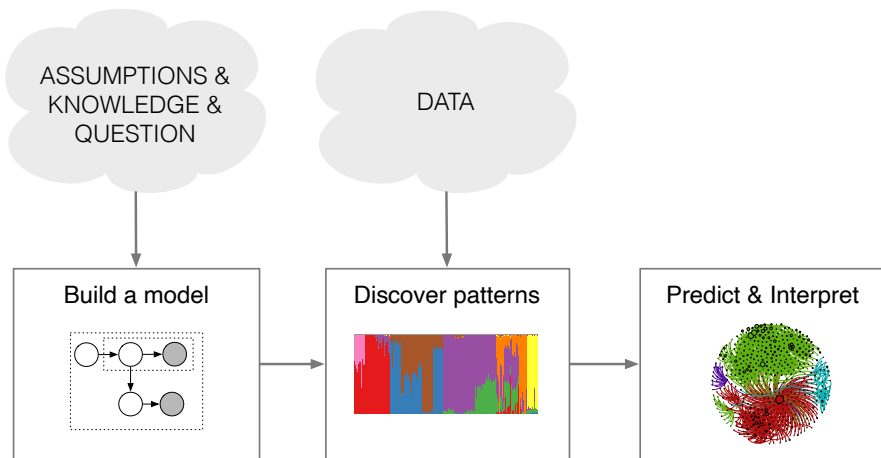 ASSUMPTIONS &
KNOWLEDGE &
QUESTION
DATA
Build a model
Discover patterns
Predict & Interpret